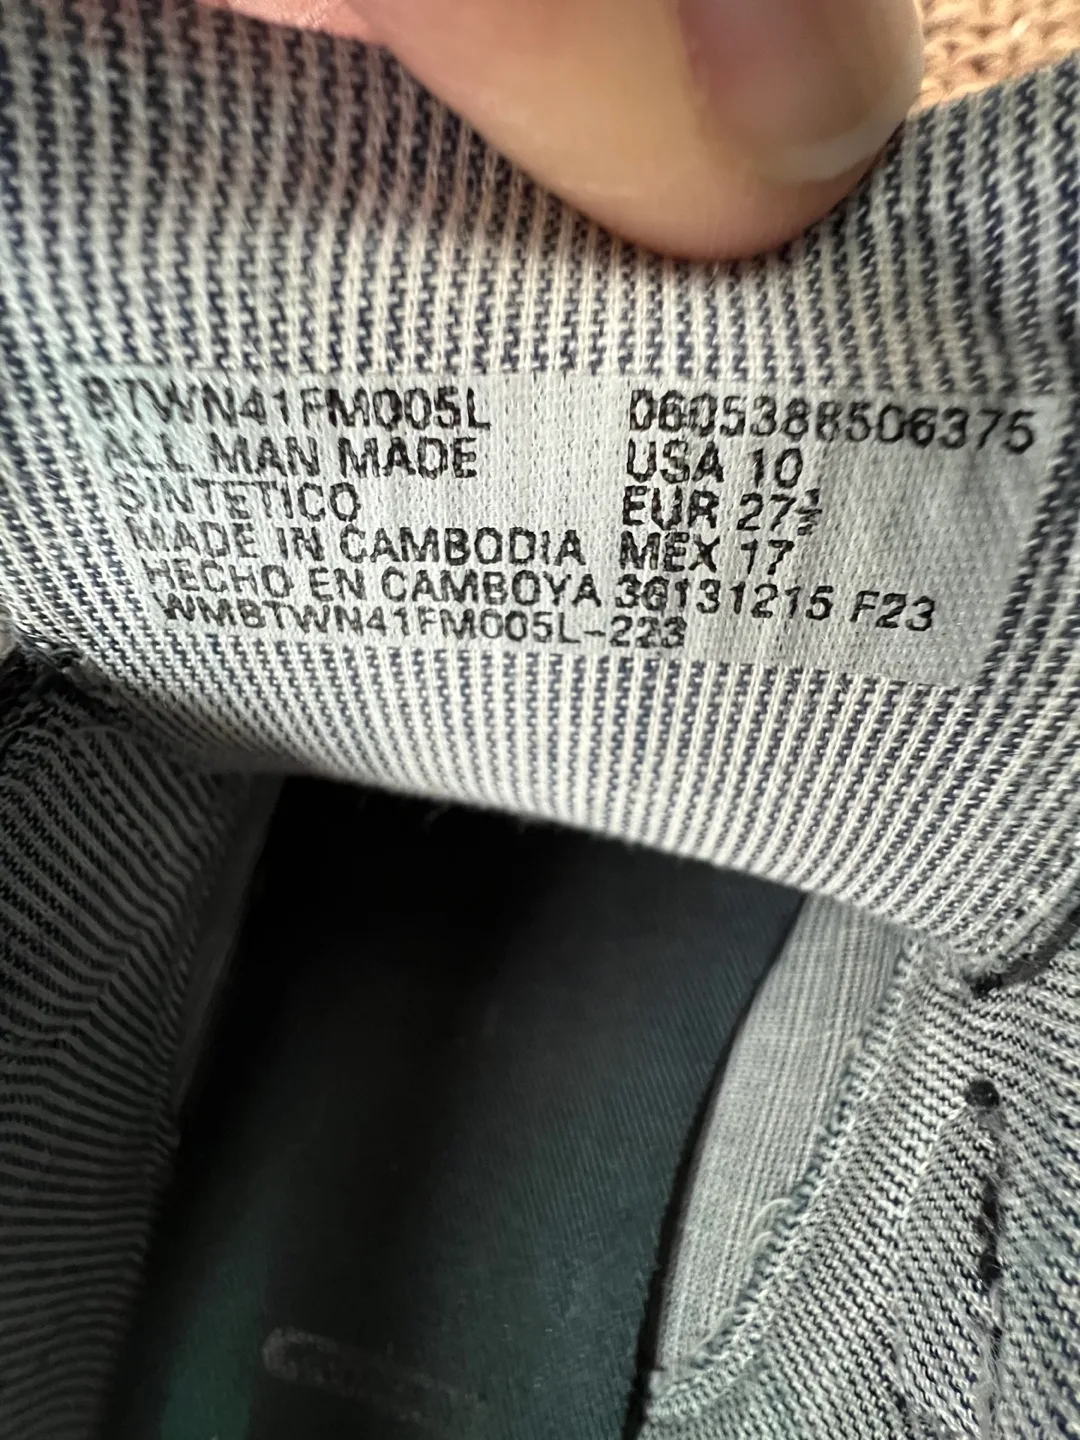 BTWN41FM005L 0605388506375
ALL MAN MADE USA 10
SINTETICO EUR 27½
MADE IN CAMBODIA MEX 17
HECHO EN CAMBOYA 3G131215 F23
WMBTWN41FM005L-223